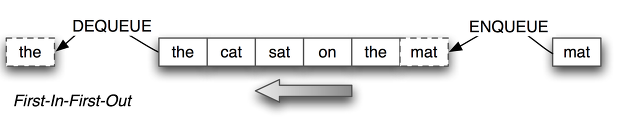 DEQUEUE ENQUEUE
the the cat sat on the mat mat
First-In-First-Out